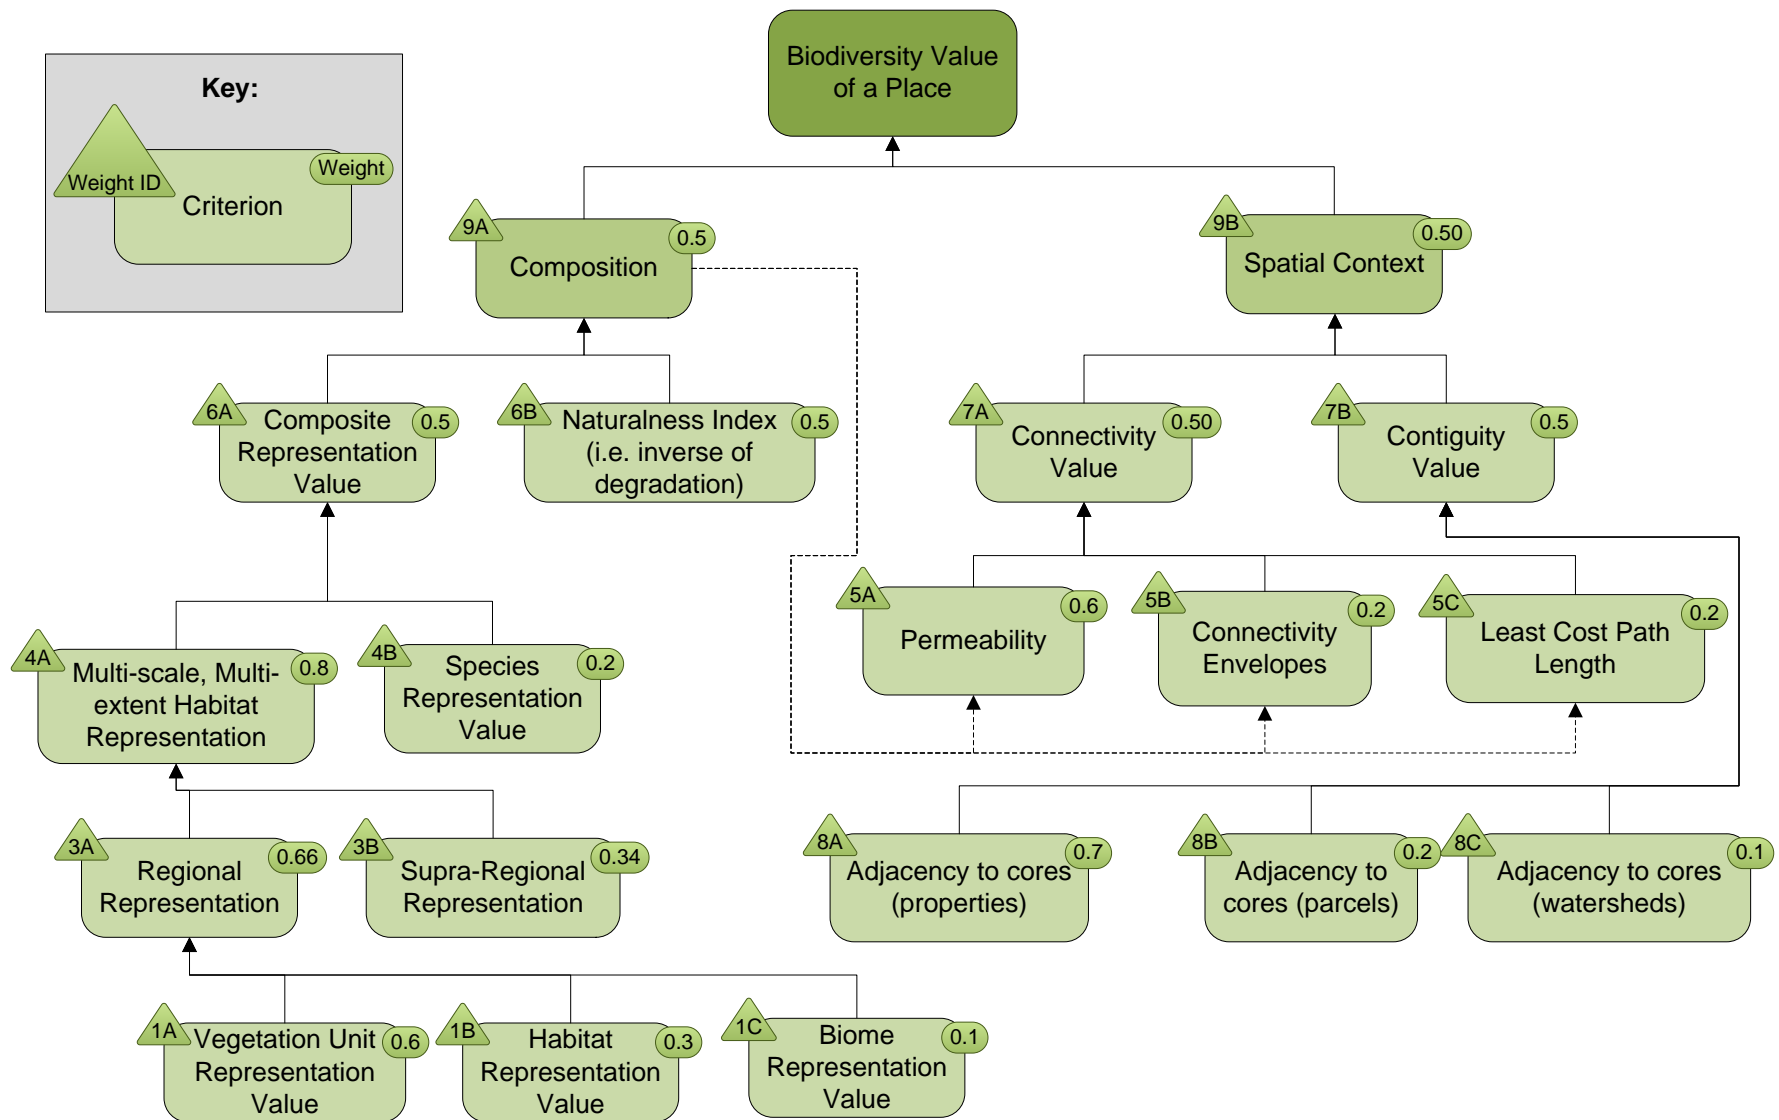 Biodiversity Value
of a Place
Key:
Weight ID
Weight
Criterion
9A
0.5
Composition
9B
0.50
Spatial Context
6A
0.5
Composite
Representation
Value
6B
0.5
Naturalness Index
(i.e. inverse of
degradation)
7A
0.50
Connectivity
Value
7B
0.5
Contiguity
Value
5A
0.6
Permeability
5B
0.2
Connectivity
Envelopes
5C
0.2
Least Cost Path
Length
4A
0.8
Multi-scale, Multi-
extent Habitat
Representation
4B
0.2
Species
Representation
Value
3A
0.66
Regional
Representation
3B
0.34
Supra-Regional
Representation
8A
0.7
Adjacency to cores
(properties)
8B
0.2
Adjacency to
cores (parcels)
8C
0.1
Adjacency to cores
(watersheds)
1A
0.6
Vegetation Unit
Representation
Value
1B
0.3
Habitat
Representation
Value
1C
0.1
Biome
Representation
Value